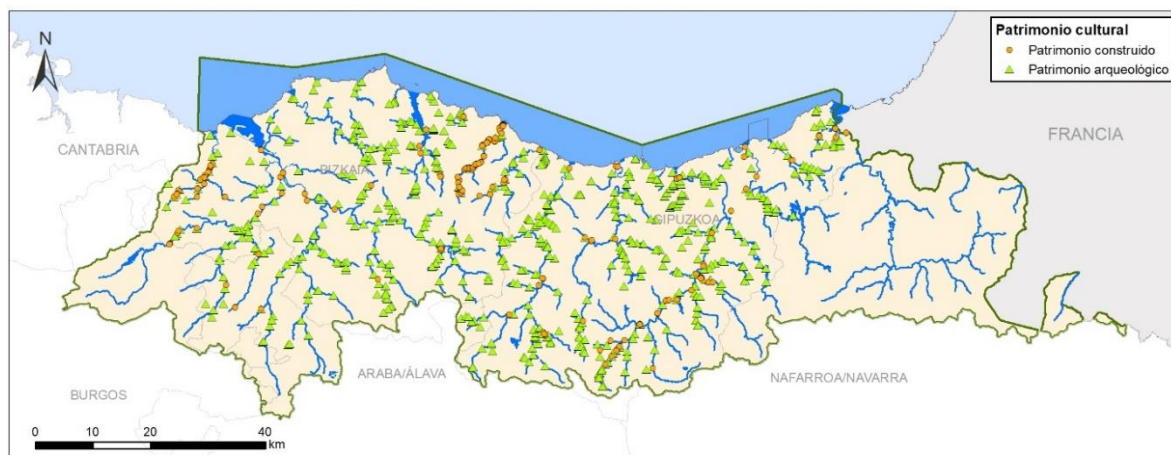 N
Patrimonio cultural
Patrimonio construido
Patrimonio arqueológico
FRANCIA
CANTABRIA
BIZKAIA
GIPUZKOA
ARABA/ÁLAVA
NAFARROA/NAVARRA
BURGOS
0 10 20 40
km